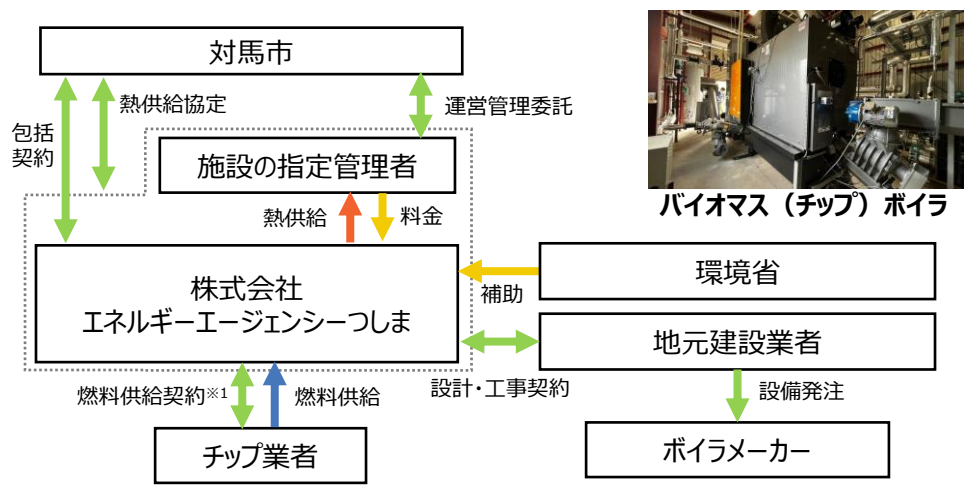 対馬市
熱供給協定
運営管理委託
包括
契約
施設の指定管理者
バイオマス（チップ）ボイラ
熱供給
料金
株式会社
エネルギーエージェンシーつしま
環境省
補助
地元建設業者
設計・工事契約
燃料供給契約※1
燃料供給
設備発注
チップ業者
ボイラメーカー